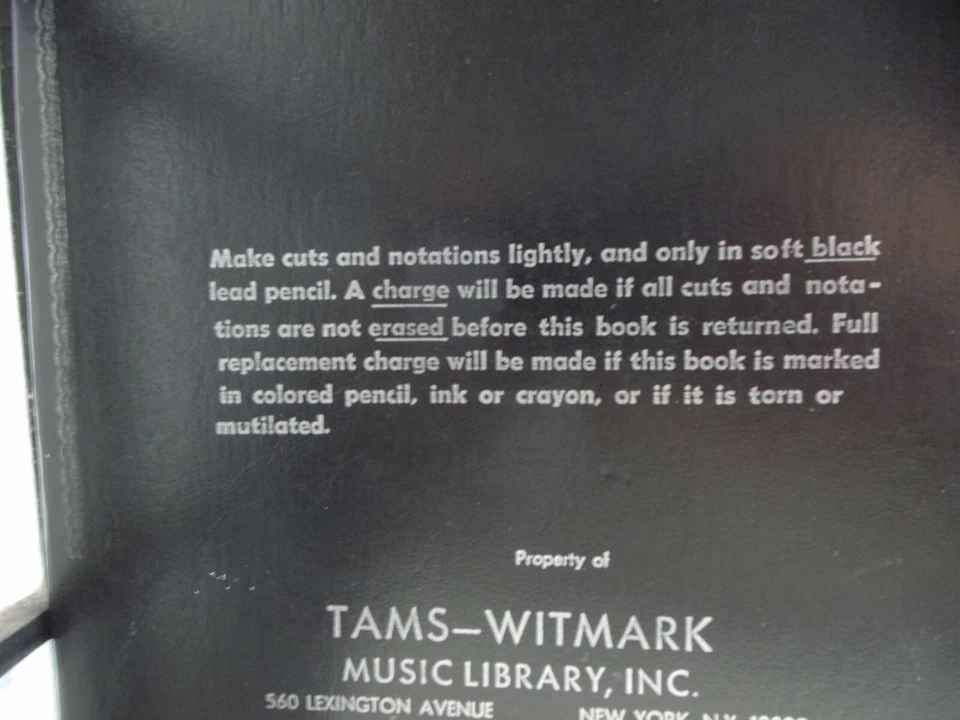 Make cuts and notations lightly, and only in soft black
lead pencil. A charge will be made if all cuts and nota-
tions are not erased before this book is returned. Full
replacement charge will be made if this book is marked
in colored pencil, ink or crayon, or if it is torn or
mutilated.
Property of
TAMS—WITMARK
MUSIC LIBRARY, INC.
560 LEXINGTON AVENUE NEW YORK, N.Y.